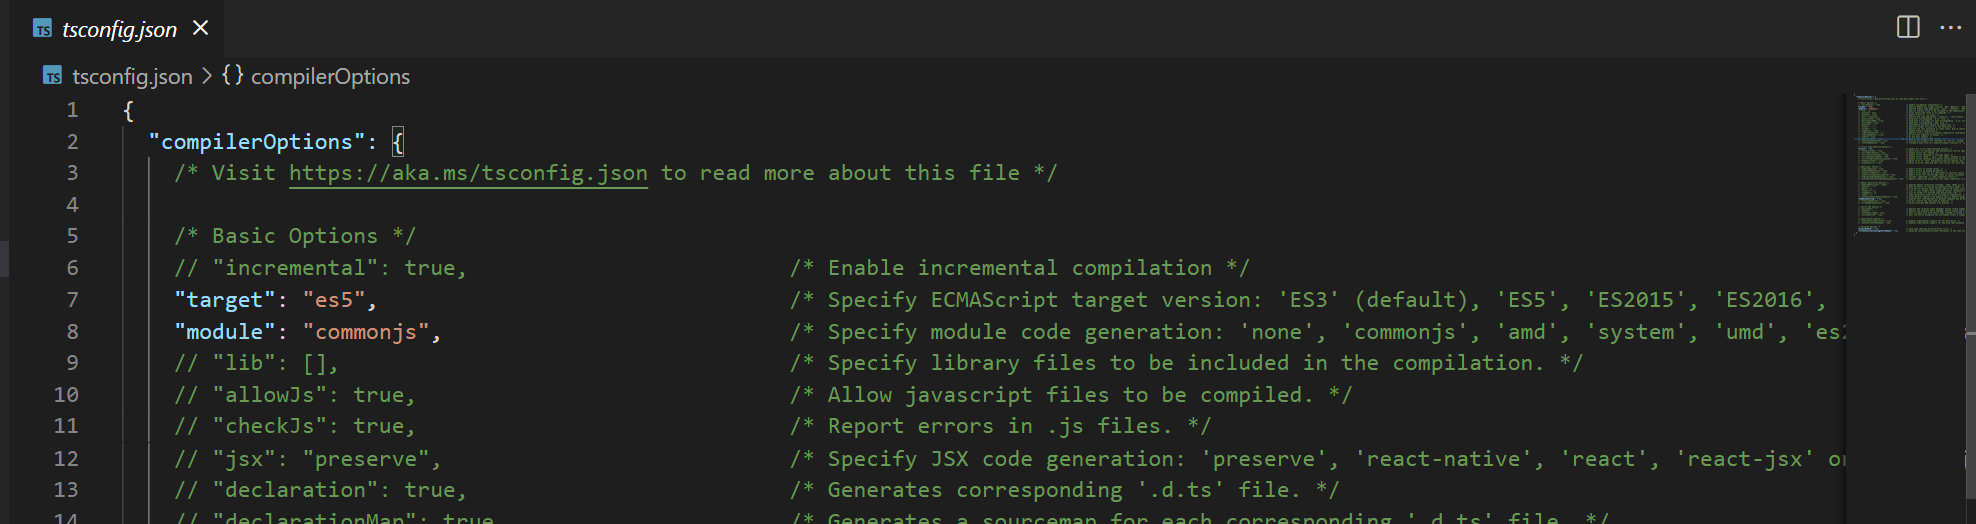 TS tsconfig.json
TS tsconfig.json > {} compilerOptions
1 {
2 "compilerOptions": {
3 /* Visit https://aka.ms/tsconfig.json to read more about this file */
4
5 /* Basic Options */
6 // "incremental": true, /* Enable incremental compilation */
7 "target": "es5", /* Specify ECMAScript target version: 'ES3' (default), 'ES5', 'ES2015', 'ES2016',
8 "module": "commonjs", /* Specify module code generation: 'none', 'commonjs', 'amd', 'system', 'umd', 'es2
9 // "lib": [], /* Specify library files to be included in the compilation. */
10 // "allowJs": true, /* Allow javascript files to be compiled. */
11 // "checkJs": true, /* Report errors in .js files. */
12 // "jsx": "preserve", /* Specify JSX code generation: 'preserve', 'react-native', 'react', 'react-jsx' or
13 // "declaration": true, /* Generates corresponding '.d.ts' file. */
14 // "declarationMap": true, /* Generates a sourcemap for each corresponding '.d.ts' file. */